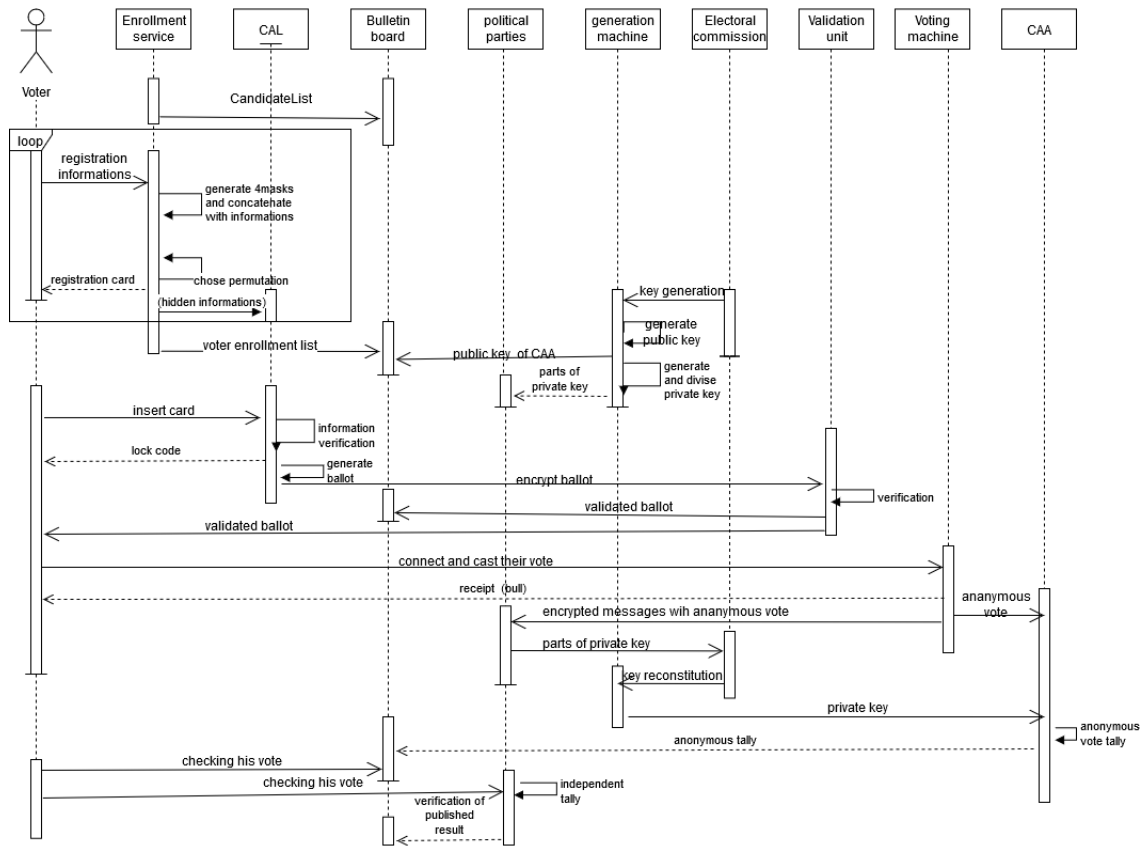 Enrollment
service
CAL
Bulletin
board
political
parties
generation
machine
Electoral
commission
Validation
unit
Voting
machine
CAA
Voter
CandidateList
loop
registration
informations
generate 4masks
and concatehate
with informations
chose permutation
registration card
(hidden informations)
key generation
generate
public key
voter enrollment list
public key of CAA
generate
and divise
private key
parts of
private key
insert card
information
verification
lock code
generate
ballot
encrypt ballot
verification
validated ballot
validated ballot
connect and cast their vote
receipt (bull)
ananymous
vote
encrypted messages wih ananymous vote
parts of private key
key reconstitution
private key
anonymous
vote tally
anonymous tally
checking his vote
checking his vote
independent
tally
verification of
published
result